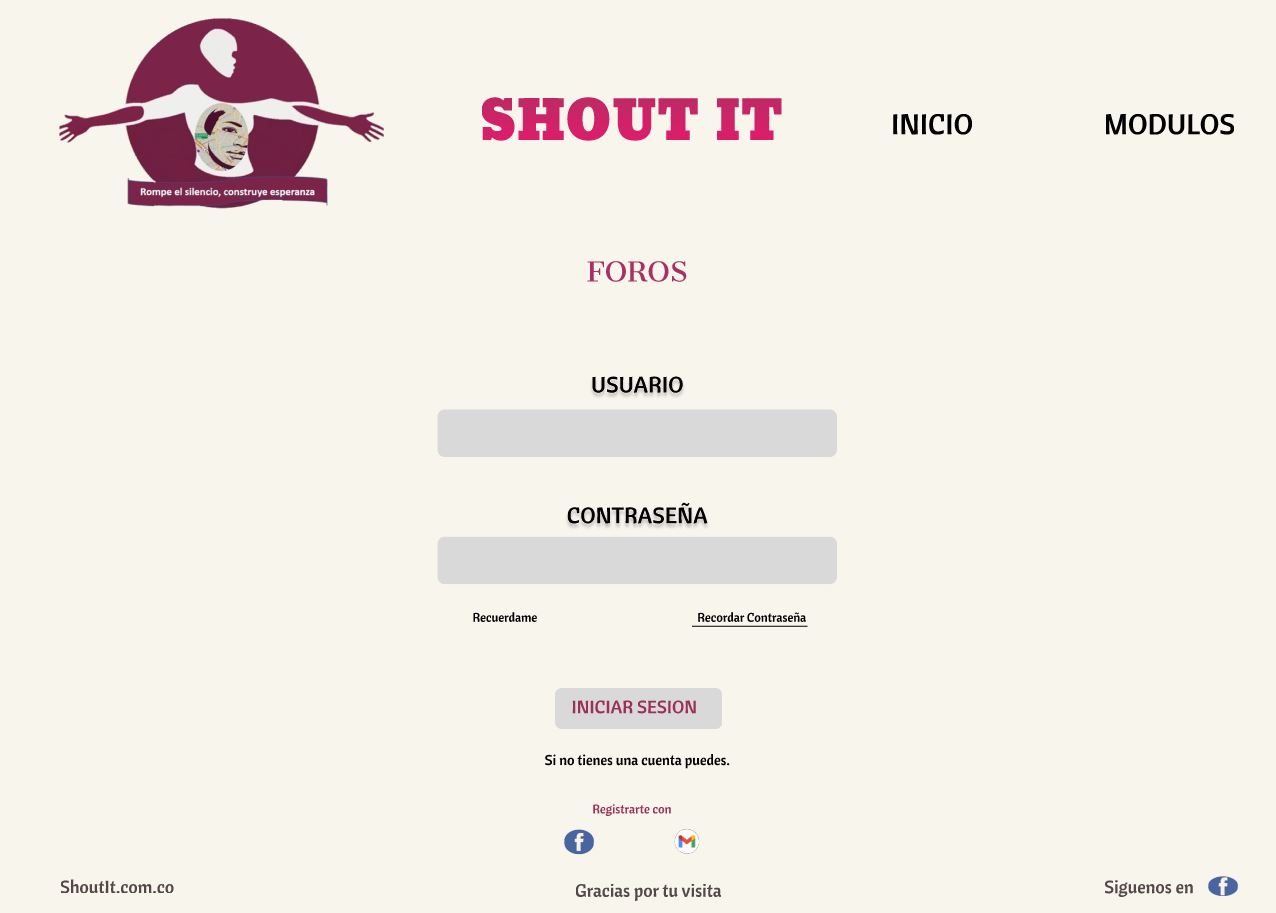 SHOUT IT
INICIO
MODULOS
Rompe el silencio, construye esperanza
FOROS
USUARIO
CONTRASEÑA
Recuerdame
Recordar Contraseña
INICIAR SESION
Si no tienes una cuenta puedes.
Registrarte con
ShoutIt.com.co
Gracias por tu visita
Siguenos en